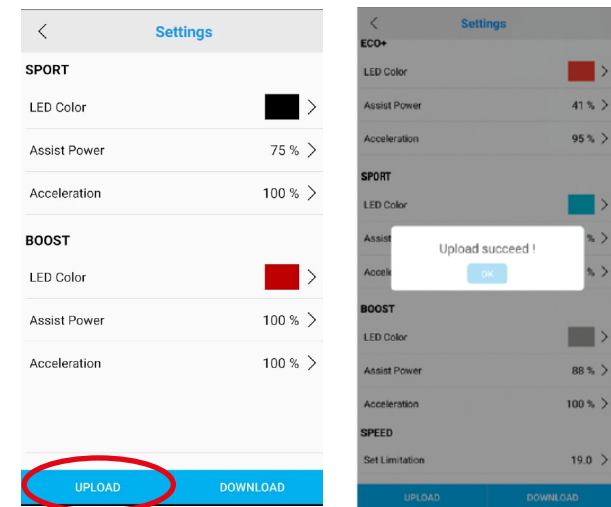 Settings
SPORT
LED Color
Assist Power 75 %
Acceleration 100 %
BOOST
LED Color
Assist Power 100 %
Acceleration 100 %
UPLOAD DOWNLOAD
Settings
ECO+
LED Color
Assist Power 41 %
Acceleration 95 %
SPORT
LED Color
Assist %
Accele %
Upload succeed !
OK
BOOST
LED Color
Assist Power 88 %
Acceleration 100 %
SPEED
Set Limitation 19.0
UPLOAD DOWNLOAD